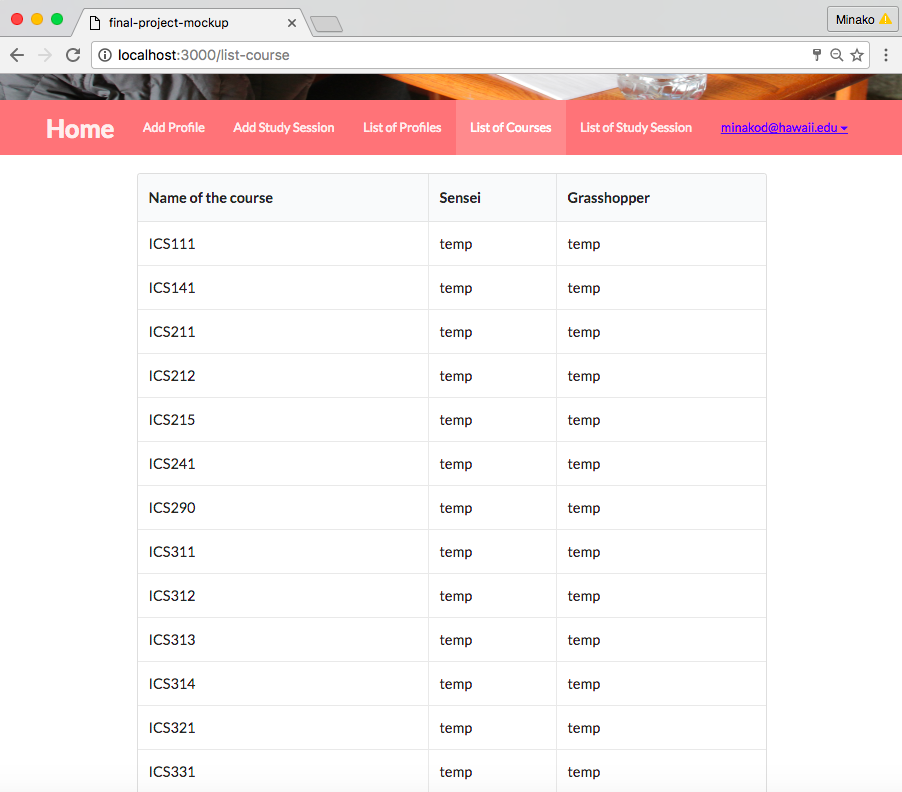 final-project-mockup
Minako
localhost:3000/list-course
Home Add Profile Add Study Session List of Profiles List of Courses List of Study Session minakod@hawaii.edu
Name of the course Sensei Grasshopper
ICS111 temp temp
ICS141 temp temp
ICS211 temp temp
ICS212 temp temp
ICS215 temp temp
ICS241 temp temp
ICS290 temp temp
ICS311 temp temp
ICS312 temp temp
ICS313 temp temp
ICS314 temp temp
ICS321 temp temp
ICS331 temp temp